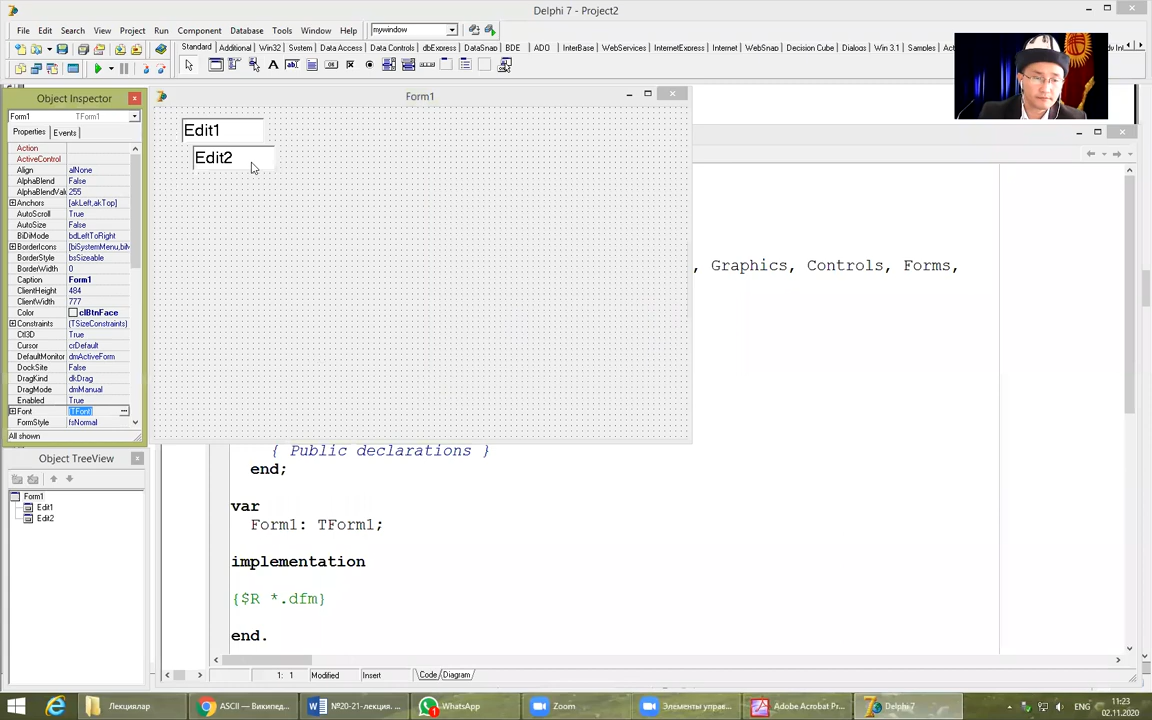 Delphi 7 - Project2
File Edit Search View Project Run Component Database Tools Window Help
mywindow
Standard Additional Win32 System Data Access Data Controls dbExpress DataSnap BDE ADO InterBase WebServices InternetExpress Internet WebSnap Decision Cube Dialogs Win 3.1 Samples
Object Inspector
Form1 TForm1
Properties Events
Action
ActiveControl
Align alNone
AlphaBlend False
AlphaBlendVal 255
Anchors [akLeft,akTop]
AutoScroll True
AutoSize False
BiDiMode bdLeftToRight
BorderIcons [biSystemMenu,biM
BorderStyle bsSizeable
BorderWidth 0
Caption Form1
ClientHeight 484
ClientWidth 777
Color clBtnFace
Constraints (TSizeConstraints)
Ctl3D True
Cursor crDefault
DefaultMonitor dmActiveForm
DockSite False
DragKind dkDrag
DragMode dmManual
Enabled True
Font (TFont)
FormStyle fsNormal
All shown
Object TreeView
Form1
Edit1
Edit2
Form1
Edit1
Edit2
, Graphics, Controls, Forms,
{ Public declarations }
end;
var
Form1: TForm1;
implementation
{$R *.dfm}
end.
1: 1 Modified Insert Code Diagram
Лекциялар
ASCII — Википед...
№20-21-лекция. ...
WhatsApp
Zoom
Элементы управ...
Adobe Acrobat Pr...
Delphi 7
ENG
11:23
02.11.2020